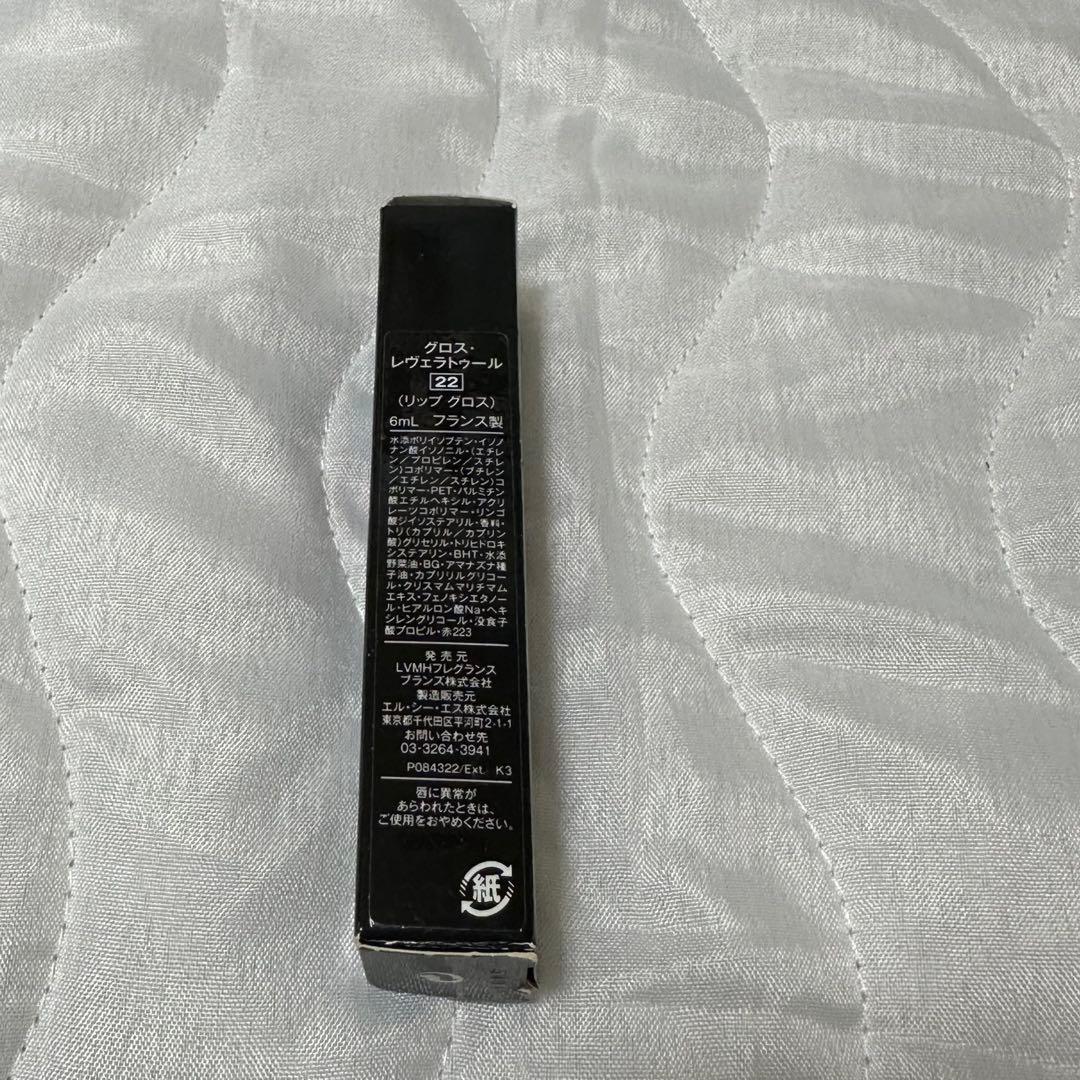 グロス・
レヴェラトゥール
22
（リップ グロス）
6mL フランス製
水添ポリイソブテン・イソノ
ナン酸イソノニル・（エチレ
ン／プロピレン／スチレ
ン）コポリマー・（ブチレン
／エチレン／スチレン）コ
ポリマー・PET・パルミチン
酸エチルヘキシル・アクリ
レーツコポリマー・リンゴ
酸ジイソステアリル・香料・
トリ（カプリル／カプリン
酸）グリセリル・トリヒドロキ
システアリン・BHT・水添
野菜油・BG・アマナズナ種
子油・カプリリルグリコー
ル・クリスマムマリチマム
エキス・フェノキシエタノー
ル・ヒアルロン酸Na・ヘキ
シレングリコール・没食子
酸プロピル・赤223
発売元
LVMHフレグランス
ブランズ株式会社
製造販売元
エル・シー・エス株式会社
東京都千代田区平河町2-1-1
お問い合わせ先
03-3264-3941
P084322/Ext. K3
唇に異常が
あらわれたときは、
ご使用をおやめください。
紙